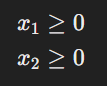 x₁ ≥ 0
x₂ ≥ 0